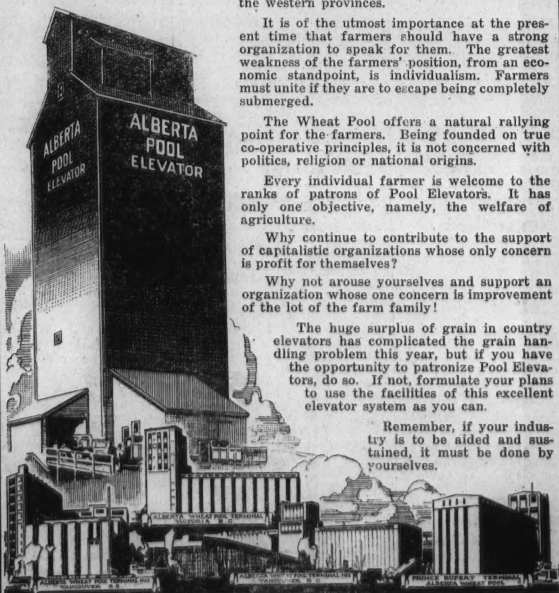 the western provinces.
It is of the utmost importance at the pres-
ent time that farmers should have a strong
organization to speak for them. The greatest
weakness of the farmers' position, from an eco-
nomic standpoint, is individualism. Farmers
must unite if they are to escape being completely
submerged.
The Wheat Pool offers a natural rallying
point for the farmers. Being founded on true
co-operative principles, it is not concerned with
politics, religion or national origins.
Every individual farmer is welcome to the
ranks of patrons of Pool Elevators. It has
only one objective, namely, the welfare of
agriculture.
Why continue to contribute to the support
of capitalistic organizations whose only concern
is profit for themselves?
Why not arouse yourselves and support an
organization whose one concern is improvement
of the lot of the farm family!
The huge surplus of grain in country
elevators has complicated the grain han-
dling problem this year, but if you have
the opportunity to patronize Pool Eleva-
tors, do so. If not, formulate your plans
to use the facilities of this excellent
elevator system as you can.
Remember, if your indus-
try is to be aided and sus-
tained, it must be done by
yourselves.
ALBERTA
POOL
ELEVATOR
ALBERTA
POOL
ELEVATOR
ALBERTA WHEAT POOL TERMINAL
VICTORIA B.C.
ALBERTA WHEAT POOL TERMINAL
VANCOUVER B.C.
ALBERTA WHEAT POOL TERMINAL
VANCOUVER B.C.
PRINCE RUPERT TERMINAL
ALBERTA WHEAT POOL